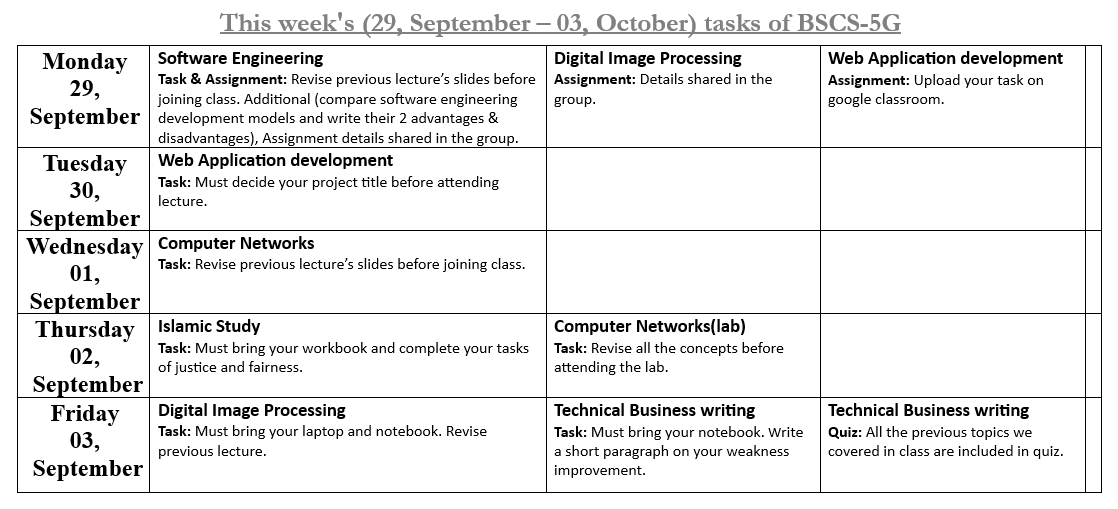 This week's (29, September – 03, October) tasks of BSCS-5G
Monday
29,
September
Software Engineering
Task & Assignment: Revise previous lecture's slides before
joining class. Additional (compare software engineering
development models and write their 2 advantages &
disadvantages), Assignment details shared in the group.
Digital Image Processing
Assignment: Details shared in the
group.
Web Application development
Assignment: Upload your task on
google classroom.
Tuesday
30,
September
Web Application development
Task: Must decide your project title before attending
lecture.
Wednesday
01,
September
Computer Networks
Task: Revise previous lecture's slides before joining class.
Thursday
02,
September
Islamic Study
Task: Must bring your workbook and complete your tasks
of justice and fairness.
Computer Networks(lab)
Task: Revise all the concepts before
attending the lab.
Friday
03,
September
Digital Image Processing
Task: Must bring your laptop and notebook. Revise
previous lecture.
Technical Business writing
Task: Must bring your notebook. Write
a short paragraph on your weakness
improvement.
Technical Business writing
Quiz: All the previous topics we
covered in class are included in quiz.